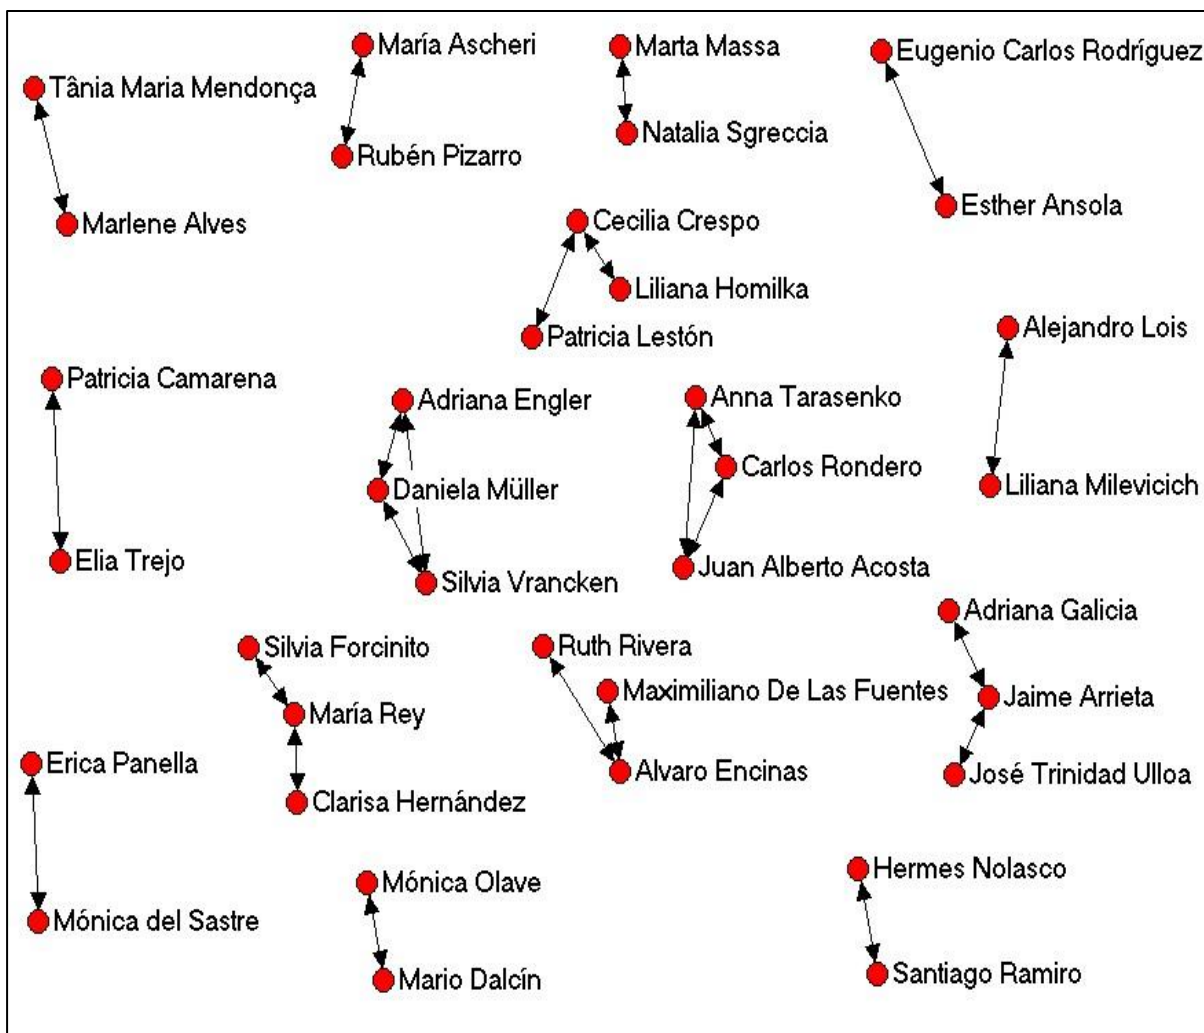 María Ascheri
Marta Massa
Eugenio Carlos Rodríguez
Tânia Maria Mendonça
Natalia Sgreccia
Rubén Pizarro
Esther Ansola
Marlene Alves
Cecilia Crespo
Liliana Homilka
Alejandro Lois
Patricia Lestón
Patricia Camarena
Adriana Engler
Anna Tarasenko
Carlos Rondero
Daniela Müller
Liliana Milevicich
Elia Trejo
Juan Alberto Acosta
Silvia Vrancken
Adriana Galicia
Silvia Forcinito
Ruth Rivera
Maximiliano De Las Fuentes
Jaime Arrieta
María Rey
Erica Panella
Alvaro Encinas
José Trinidad Ulloa
Clarisa Hernández
Hermes Nolasco
Mónica Olave
Mónica del Sastre
Santiago Ramiro
Mario Dalcín